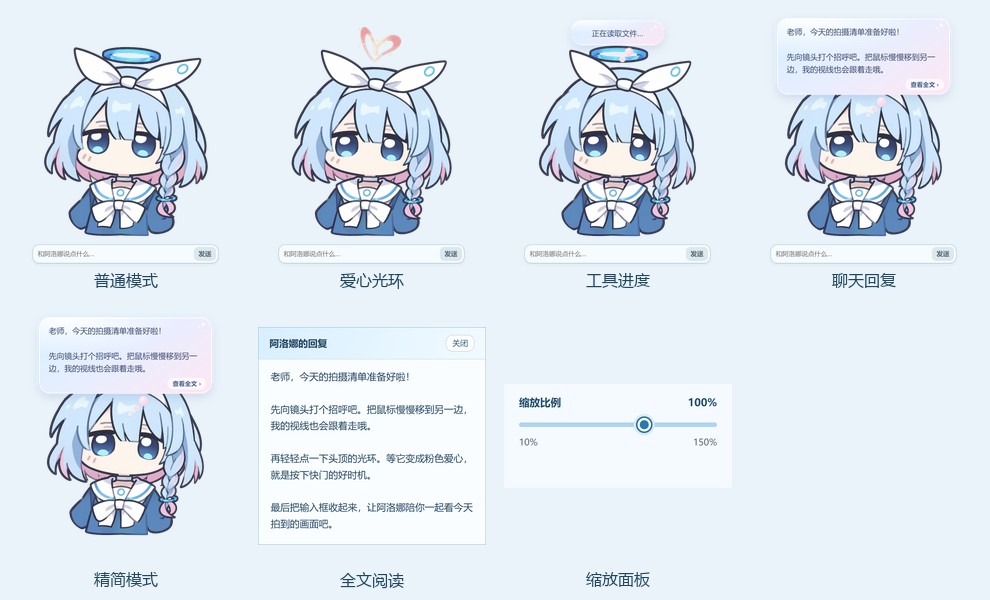 和阿洛娜说点什么...
发送
普通模式
和阿洛娜说点什么...
发送
爱心光环
正在读取文件...
和阿洛娜说点什么...
发送
工具进度
老师，今天的拍摄清单准备好啦！
先向镜头打个招呼吧。把鼠标慢慢移到另一
边，我的视线也会跟着走哦。
查看全文 ›
和阿洛娜说点什么...
发送
聊天回复
老师，今天的拍摄清单准备好啦！
先向镜头打个招呼吧。把鼠标慢慢移到另一
边，我的视线也会跟着走哦。
查看全文 ›
精简模式
阿洛娜的回复
关闭
老师，今天的拍摄清单准备好啦！
先向镜头打个招呼吧。把鼠标慢慢移到另一边，
我的视线也会跟着走哦。
再轻轻点一下头顶的光环。等它变成粉色爱心，
就是按下快门的好时机。
最后把输入框收起来，让阿洛娜陪你一起看今天
拍到的画面吧。
全文阅读
缩放比例
100%
10%
150%
缩放面板